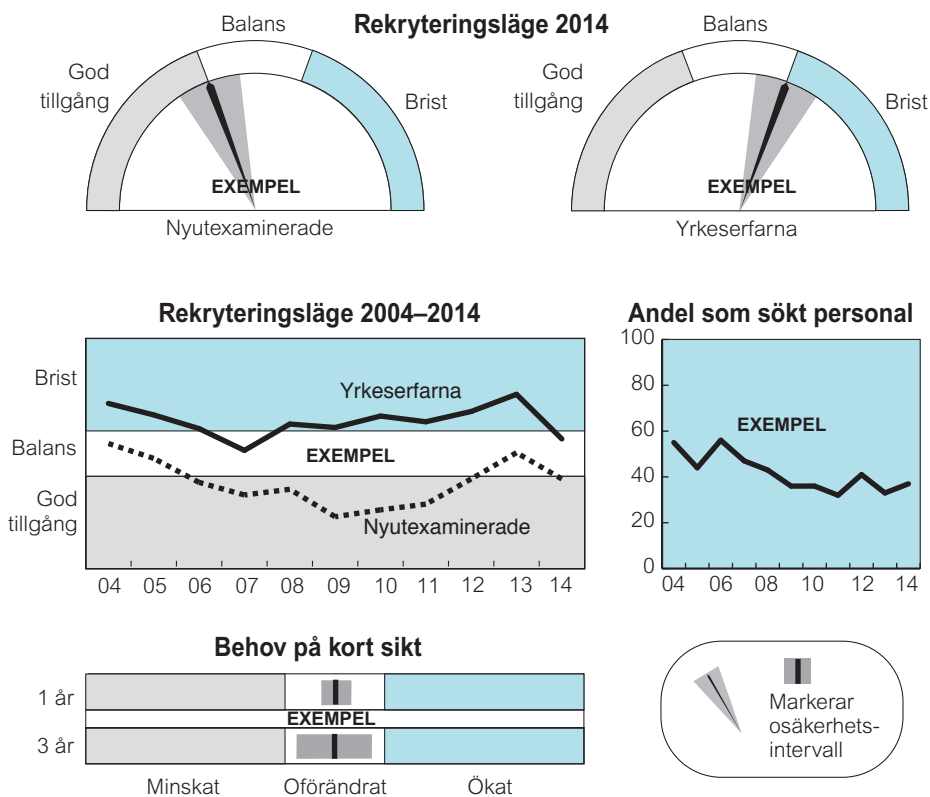 Rekryteringsläge 2014
Balans
God
tillgång
Brist
EXEMPEL
Nyutexaminerade
Balans
God
tillgång
Brist
EXEMPEL
Yrkeserfarna
Rekryteringsläge 2004–2014
Brist
Balans
God
tillgång
Yrkeserfarna
EXEMPEL
Nyutexaminerade
04 05 06 07 08 09 10 11 12 13 14
Andel som sökt personal
100
80
60
40
20
0
EXEMPEL
04 06 08 10 12 14
Behov på kort sikt
1 år
EXEMPEL
3 år
Minskat Oförändrat Ökat
Markerar
osäkerhets-
intervall